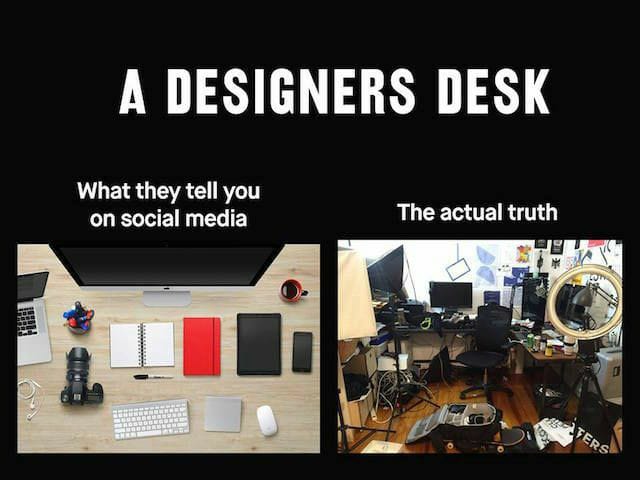 A DESIGNERS DESK
What they tell you
on social media
The actual truth